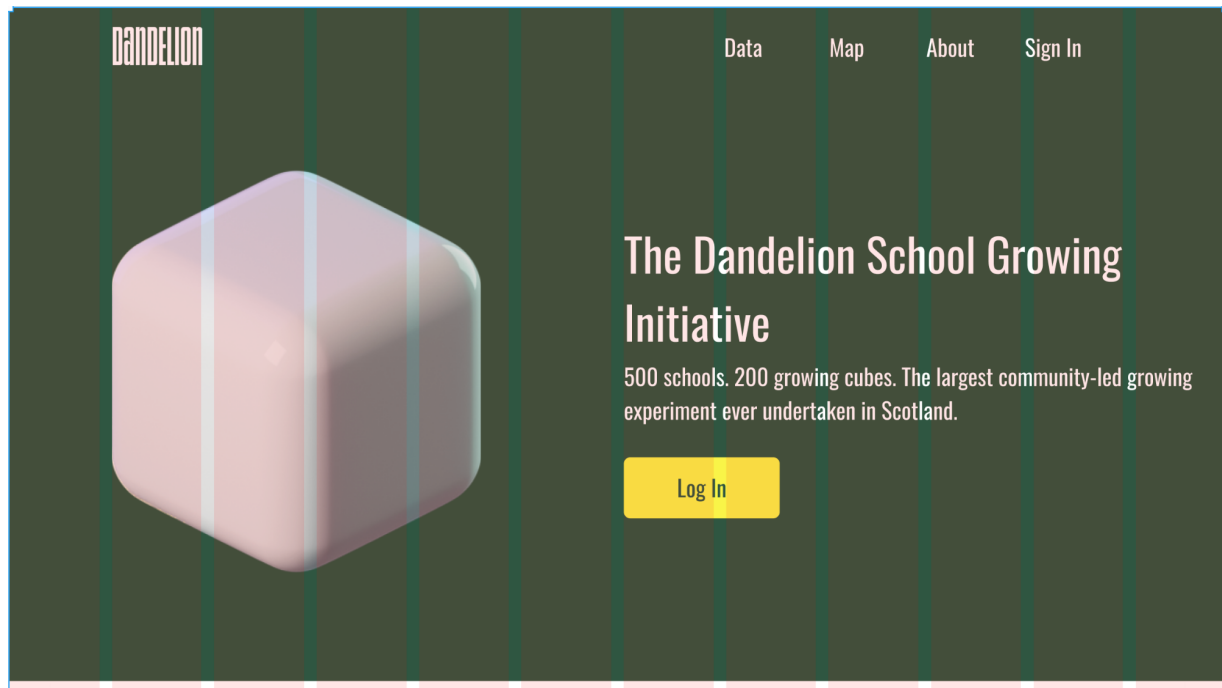 DanDELION
Data Map About Sign In
The Dandelion School Growing
Initiative
500 schools. 200 growing cubes. The largest community-led growing
experiment ever undertaken in Scotland.
Log In